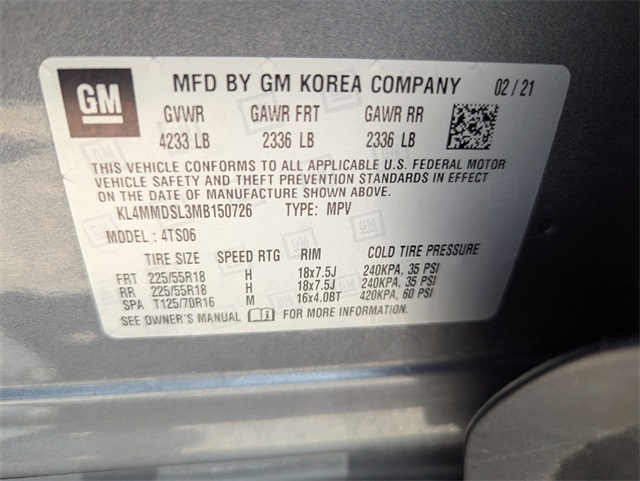 GM MFD BY GM KOREA COMPANY 02 / 21
GVWR GAWR FRT GAWR RR
4233 LB 2336 LB 2336 LB
THIS VEHICLE CONFORMS TO ALL APPLICABLE U.S. FEDERAL MOTOR
VEHICLE SAFETY AND THEFT PREVENTION STANDARDS IN EFFECT
ON THE DATE OF MANUFACTURE SHOWN ABOVE.
KL4MMDSL3MB150726 TYPE: MPV
MODEL : 4TS06
TIRE SIZE SPEED RTG RIM COLD TIRE PRESSURE
FRT 225/55R18 H 18x7.5J 240KPA, 35 PSI
RR 225/55R18 H 18x7.5J 240KPA, 35 PSI
SPA T125/70R16 M 16x4.0BT 420KPA, 60 PSI
SEE OWNER'S MANUAL FOR MORE INFORMATION.